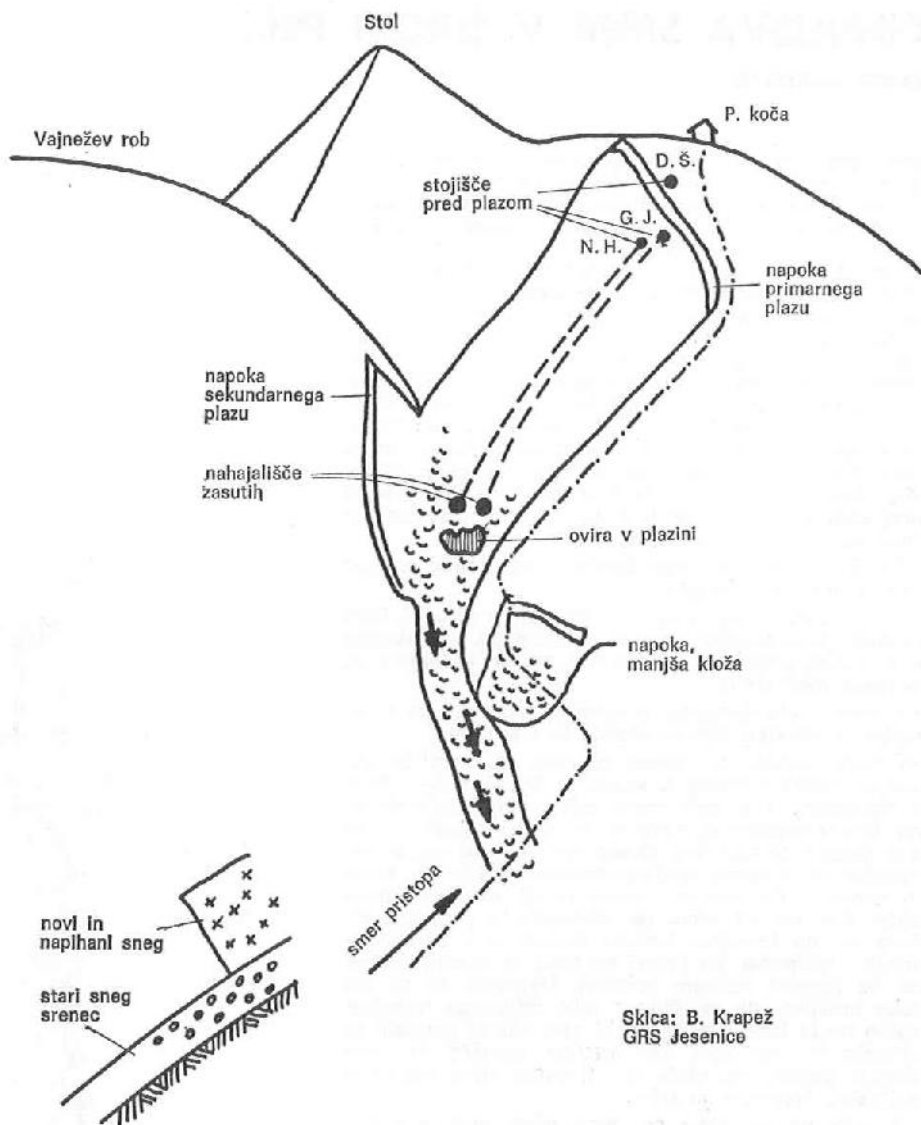 Stol
Vajnežev rob
P. koča
D. Š.
stojišče
pred plazom
G. J.
N. H.
napoka
primarnega
plazu
napoka
sekundarnega
plazu
nahajališče
zasutih
ovira v plazini
napoka,
manjša kloža
smer pristopa
novi in
napihani sneg
stari sneg
srenec
Skica: B. Krapež
GRS Jesenice